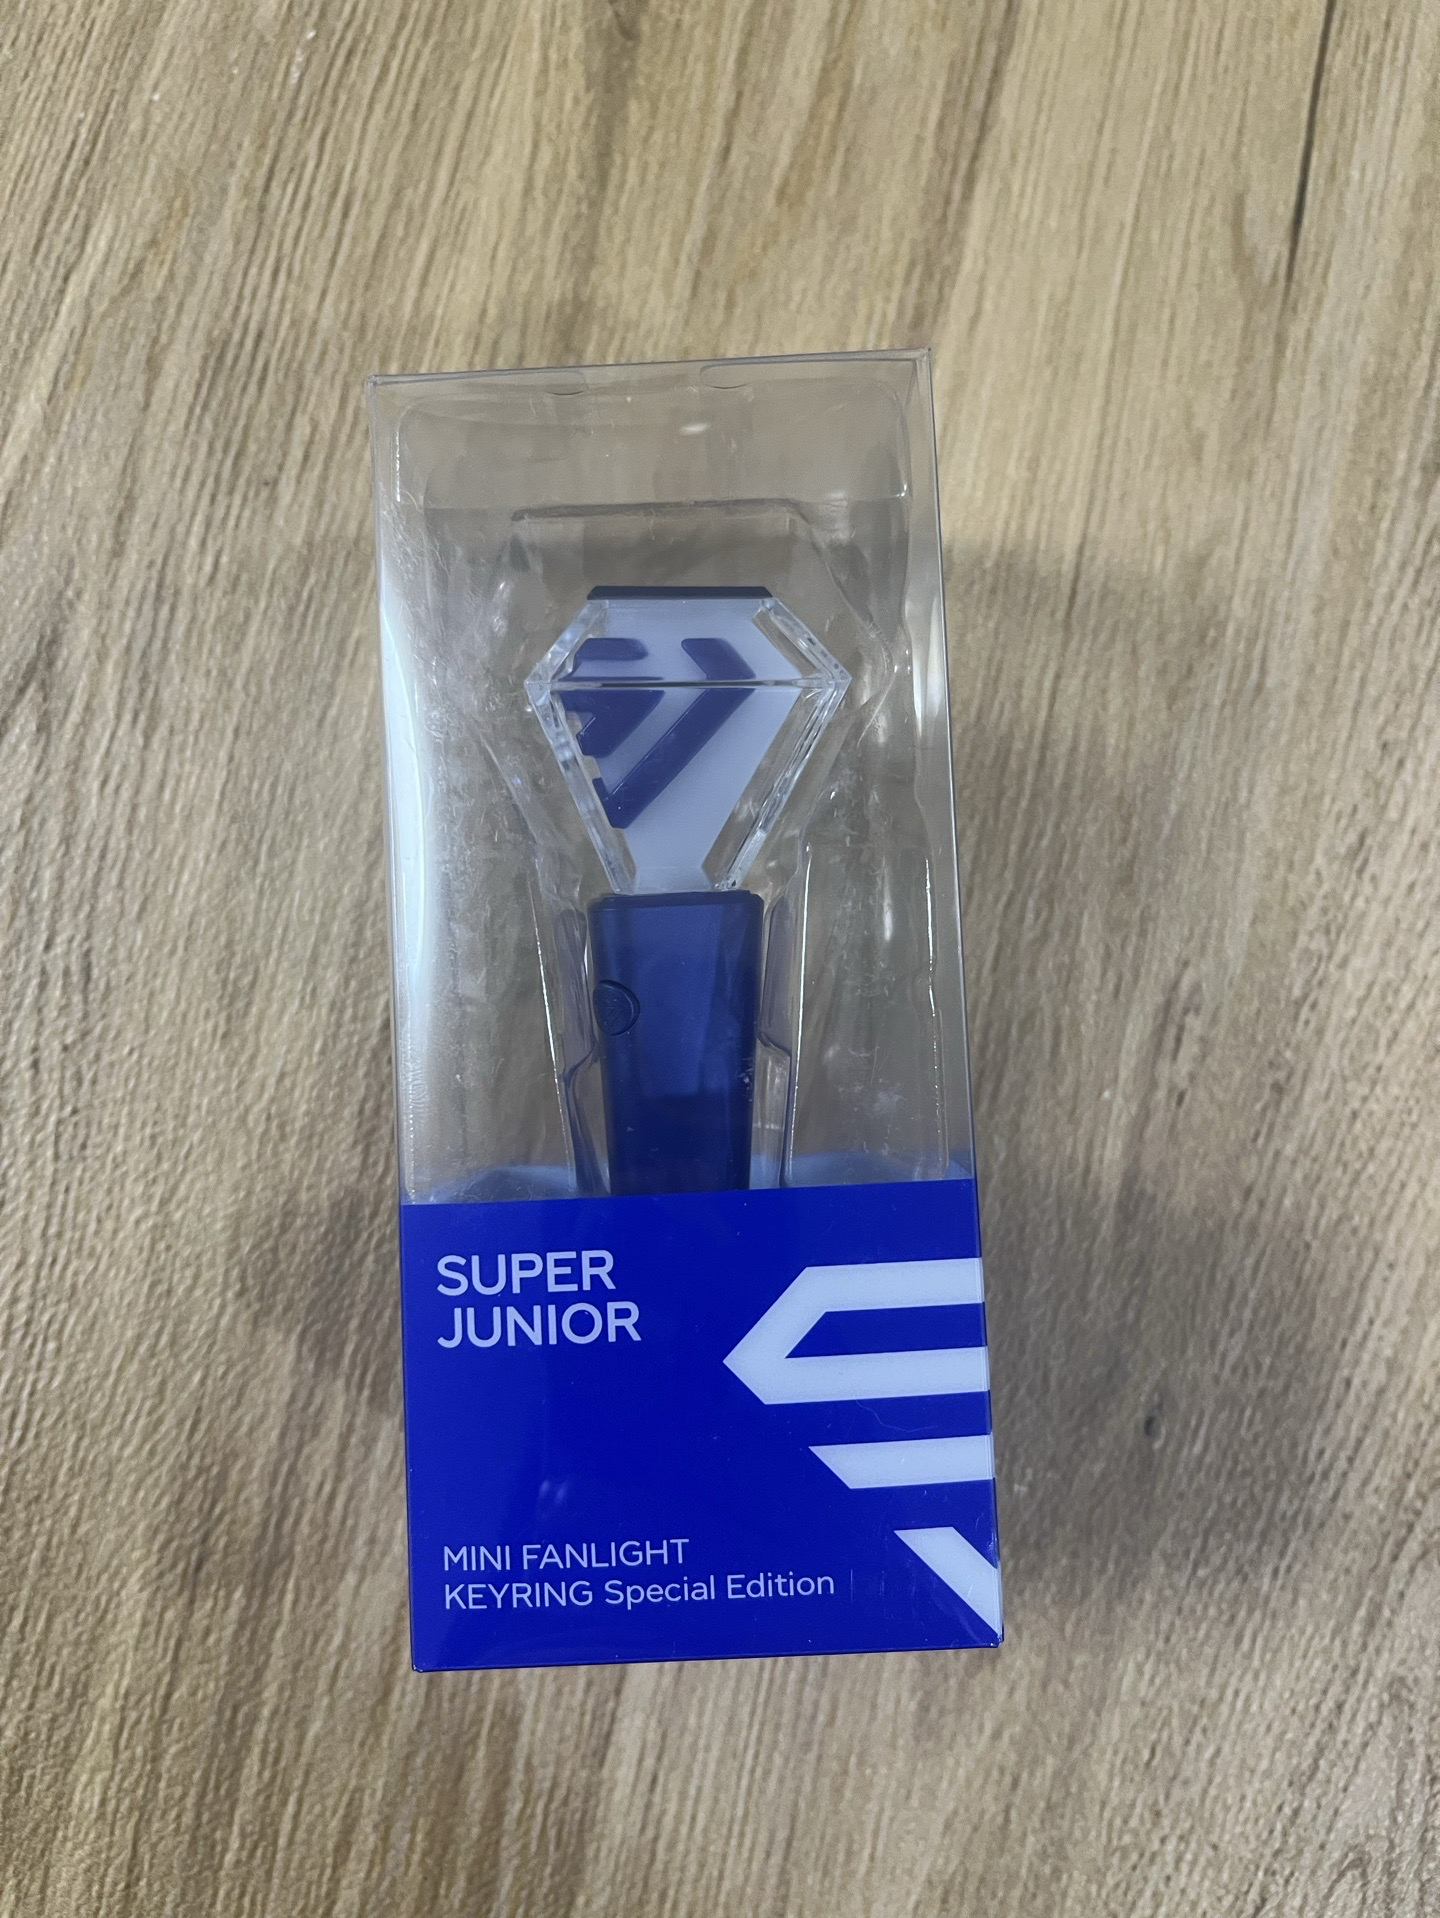 SUPER
JUNIOR
MINI FANLIGHT
KEYRING Special Edition